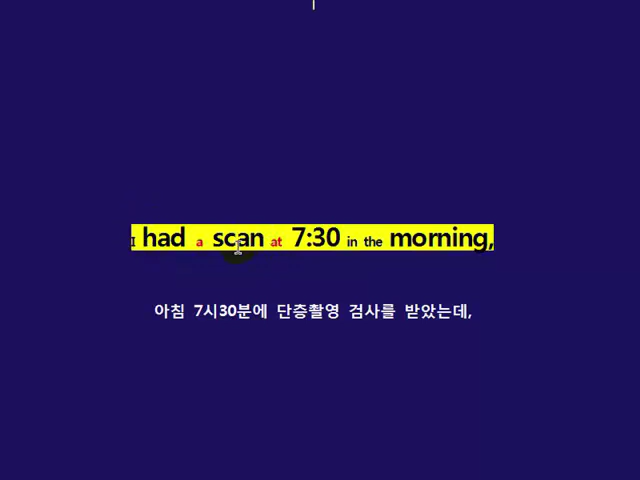 I had a scan at 7:30 in the morning,
아침 7시30분에 단층촬영 검사를 받았는데,